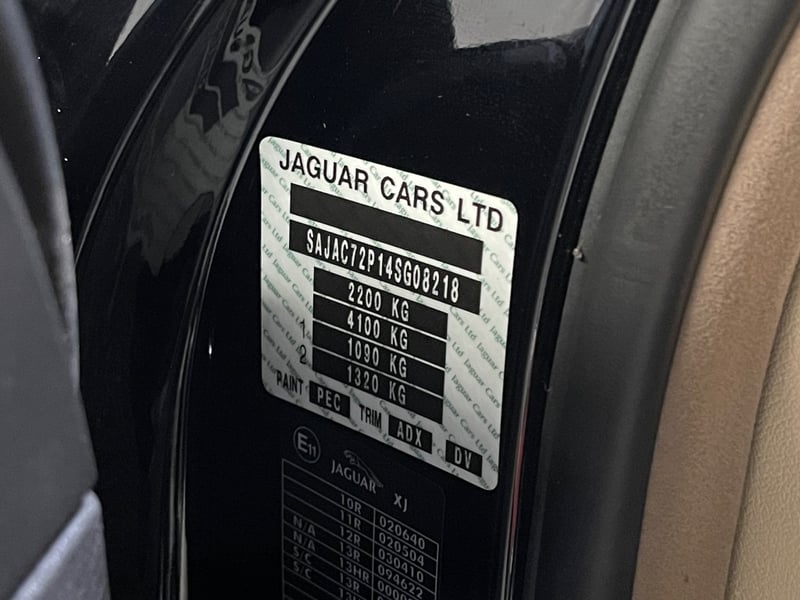 JAGUAR CARS LTD
SAJAC72P14SG08218
2200 KG
4100 KG
1 1090 KG
2 1320 KG
PAINT PEC TRIM ADX DV
E11 JAGUAR XJ
10R 020640
11R 020504
N/A 12R 030410
N/A 13R 094622
S/C 13HR
S/C 13R